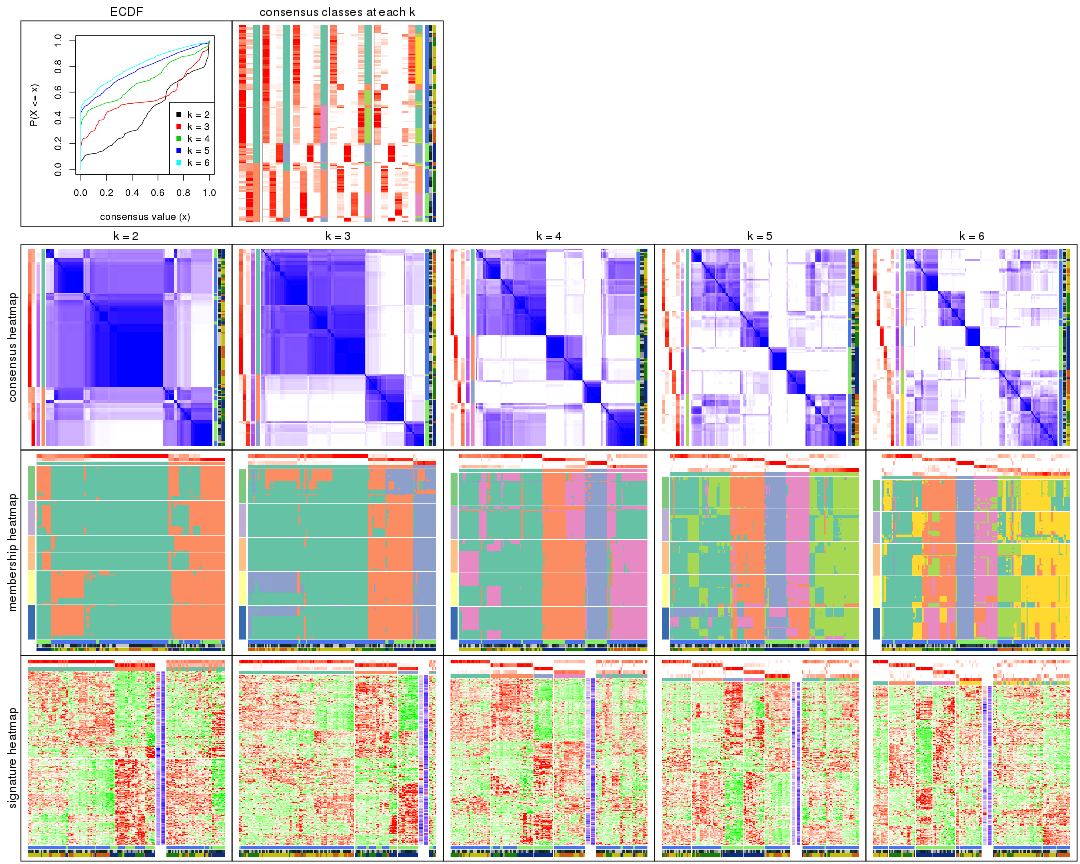 ECDF
consensus classes at each k
P(X <= x)
0.0 0.2 0.4 0.6 0.8 1.0
0.0 0.2 0.4 0.6 0.8 1.0
k = 2
k = 3
k = 4
k = 5
k = 6
consensus value (x)
k = 2
k = 3
k = 4
k = 5
k = 6
consensus heatmap
membership heatmap
signature heatmap